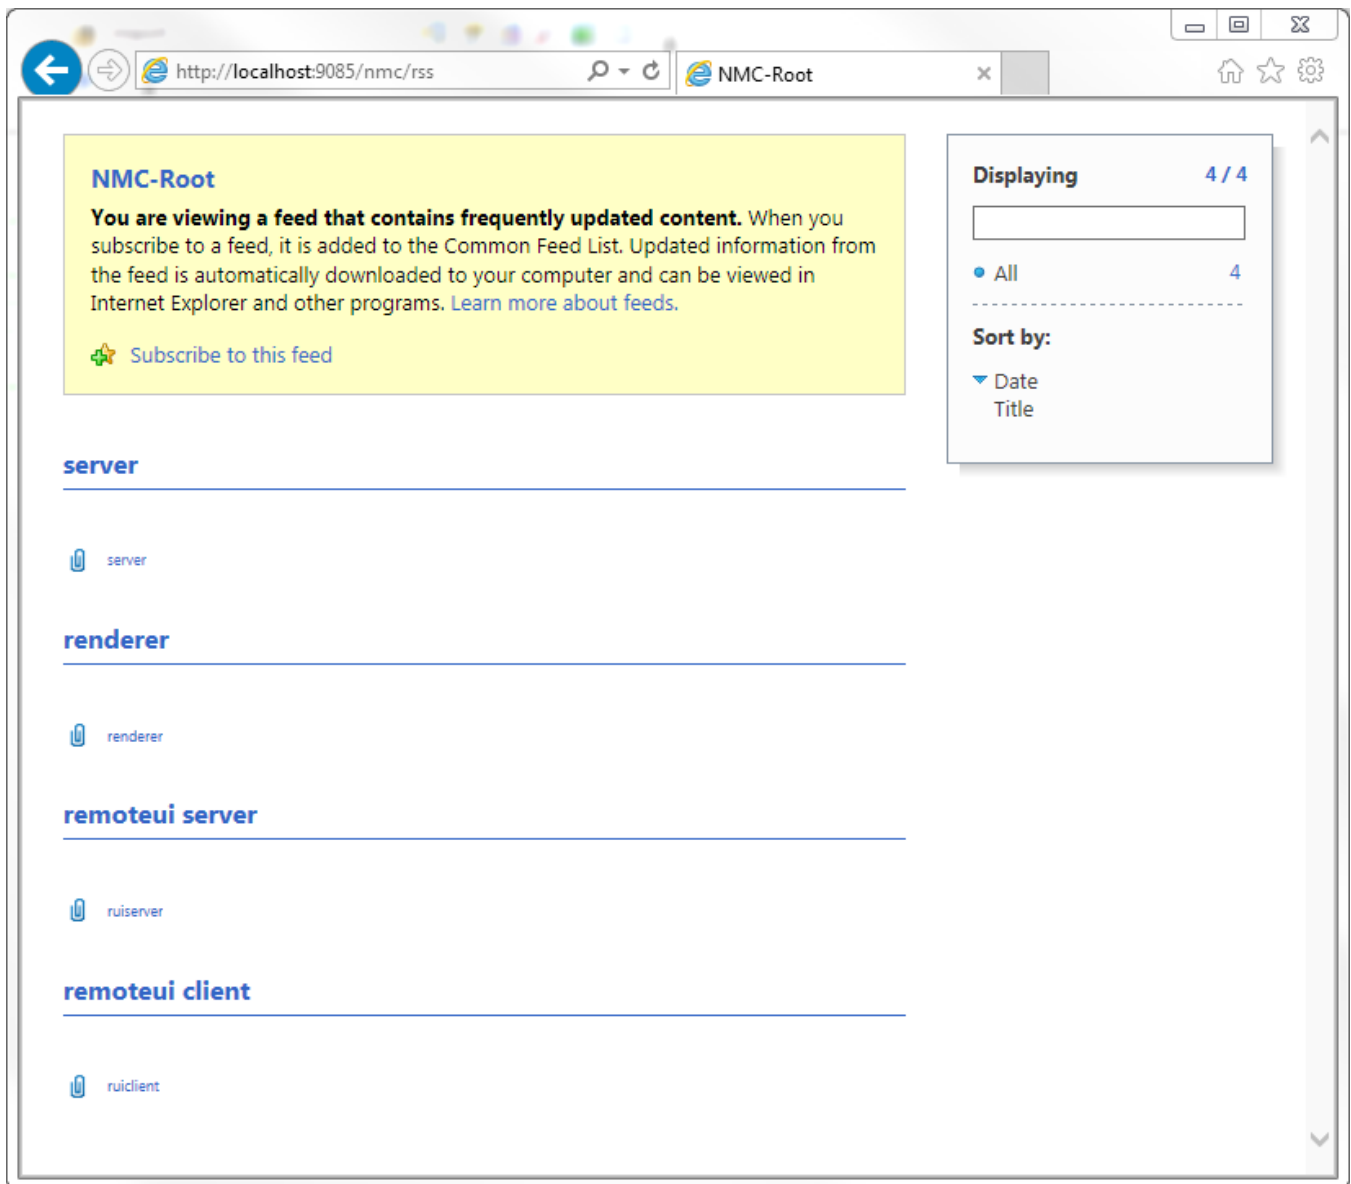 http://localhost:9085/nmc/rss
NMC-Root
NMC-Root
You are viewing a feed that contains frequently updated content. When you
subscribe to a feed, it is added to the Common Feed List. Updated information from
the feed is automatically downloaded to your computer and can be viewed in
Internet Explorer and other programs. Learn more about feeds.
Subscribe to this feed
Displaying 4 / 4
All 4
Sort by:
Date
Title
server
server
renderer
renderer
remoteui server
ruiserver
remoteui client
ruiclient